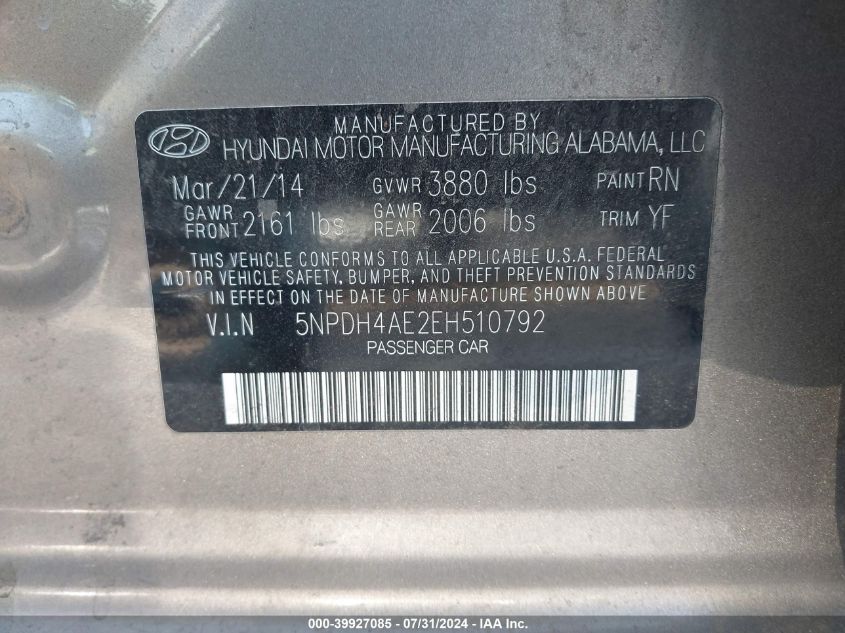 MANUFACTURED BY
HYUNDAI MOTOR MANUFACTURING ALABAMA, LLC
Mar/21/14 GVWR 3880 lbs PAINT RN
GAWR FRONT 2161 lbs GAWR REAR 2006 lbs TRIM YF
THIS VEHICLE CONFORMS TO ALL APPLICABLE U.S.A. FEDERAL
MOTOR VEHICLE SAFETY, BUMPER, AND THEFT PREVENTION STANDARDS
IN EFFECT ON THE DATE OF MANUFACTURE SHOWN ABOVE
V.I.N 5NPDH4AE2EH510792
PASSENGER CAR
000-39927085 - 07/31/2024 - IAA Inc.